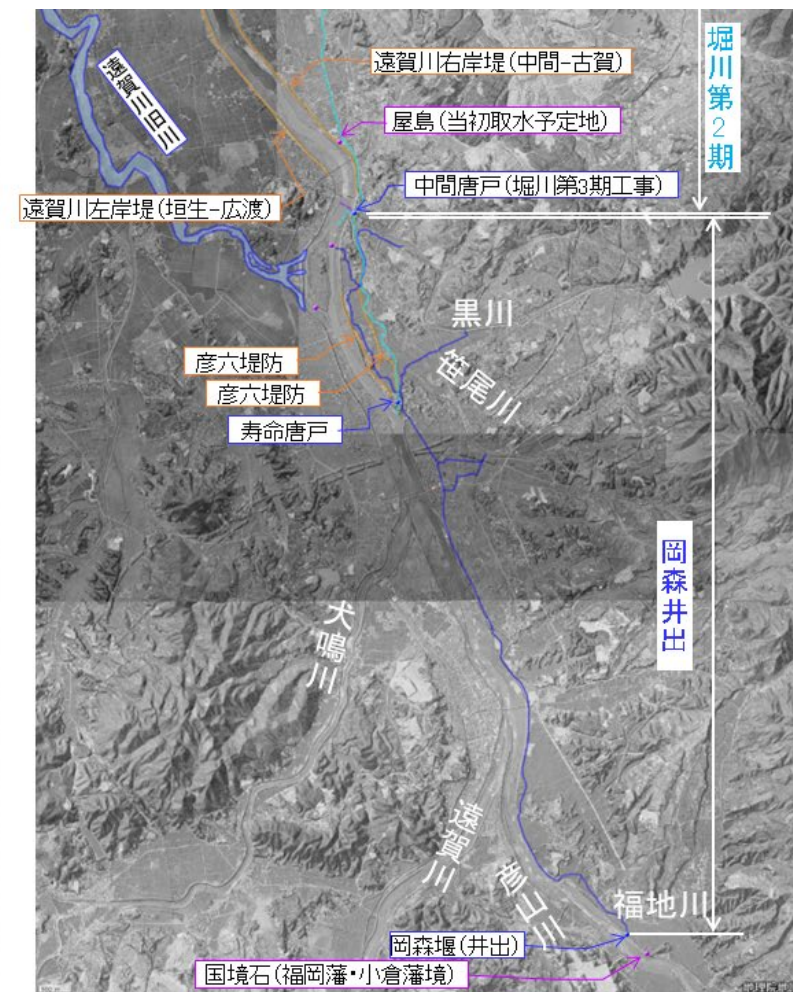 堀川第2期
遠賀川右岸堤(中間-古賀)
遠賀川旧川
屋島(当初取水予定地)
中間唐戸(堀川第3期工事)
遠賀川左岸堤(垣生-広渡)
黒川
笹尾川
彦六堤防
彦六堤防
寿命唐戸
岡森井出
犬鳴川
遠賀川
彦山川
福地川
岡森堰(井出)
国境石(福岡藩・小倉藩境)